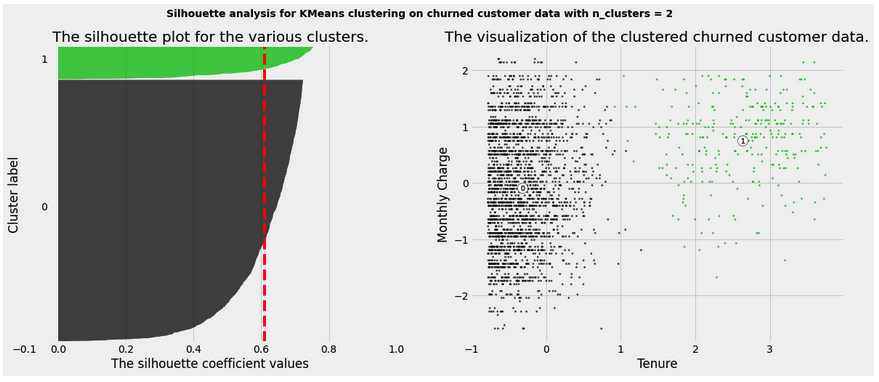 Silhouette analysis for KMeans clustering on churned customer data with n_clusters = 2
The silhouette plot for the various clusters.
1
0
Cluster label
−0.1 0.0 0.2 0.4 0.6 0.8 1.0
The silhouette coefficient values
The visualization of the clustered churned customer data.
2
1
0
−1
−2
Monthly Charge
0
1
−1 0 1 2 3
Tenure